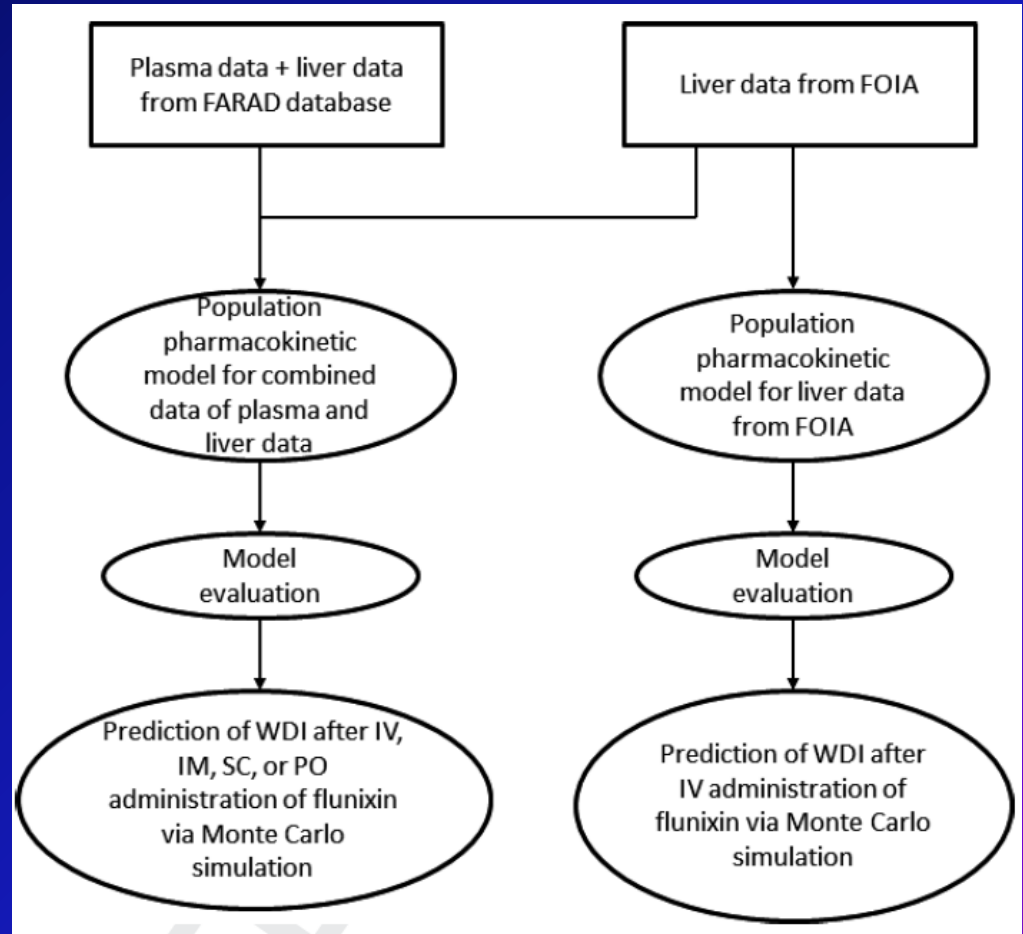 Plasma data + liver data
from FARAD database
Liver data from FOIA
Population
pharmacokinetic
model for combined
data of plasma and
liver data
Population
pharmacokinetic
model for liver data
from FOIA
Model
evaluation
Model
evaluation
Prediction of WDI after IV,
IM, SC, or PO
administration of flunixin
via Monte Carlo
simulation
Prediction of WDI after
IV administration of
flunixin via Monte Carlo
simulation